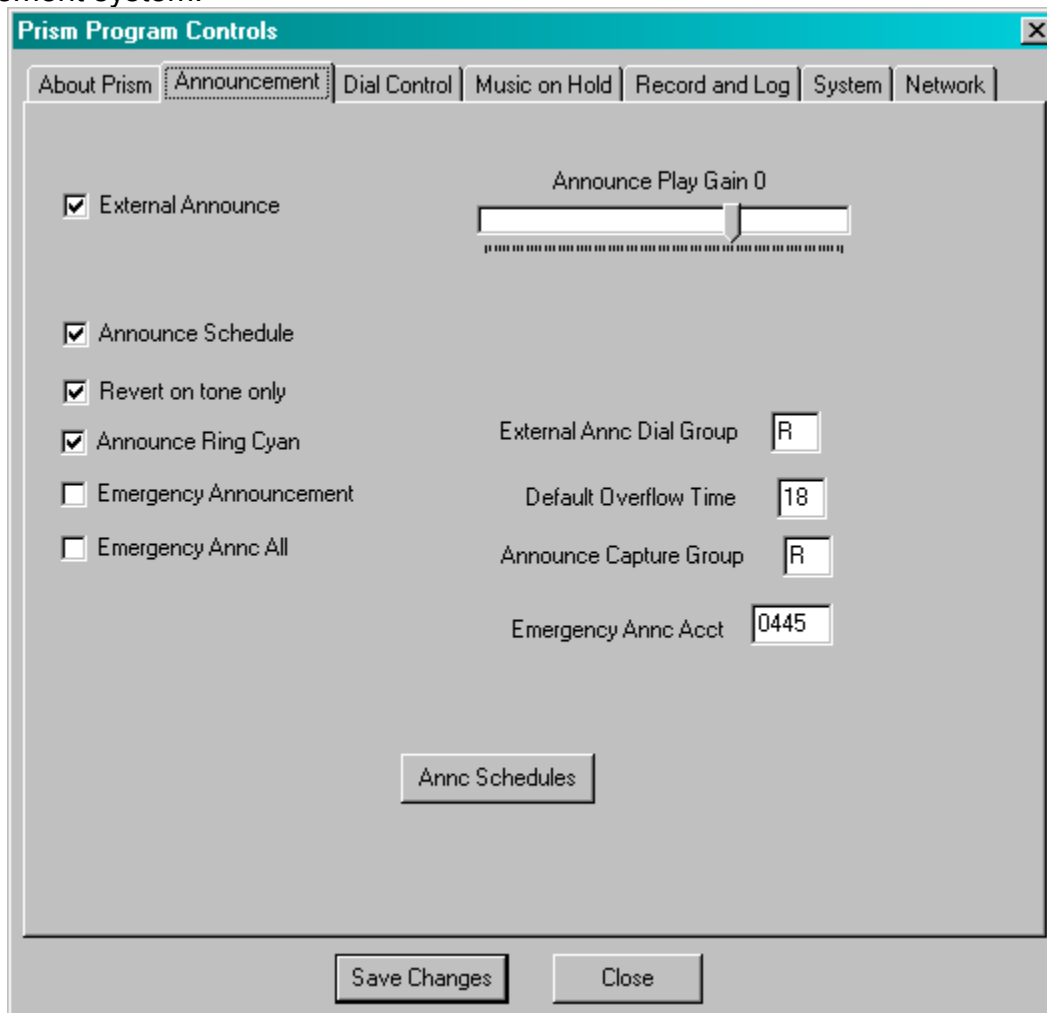 ement system.
Prism Program Controls
About Prism Announcement Dial Control Music on Hold Record and Log System Network
External Announce
Announce Play Gain 0
Announce Schedule
Revert on tone only
Announce Ring Cyan
Emergency Announcement
Emergency Annc All
External Annc Dial Group R
Default Overflow Time 18
Announce Capture Group R
Emergency Annc Acct 0445
Annc Schedules
Save Changes Close